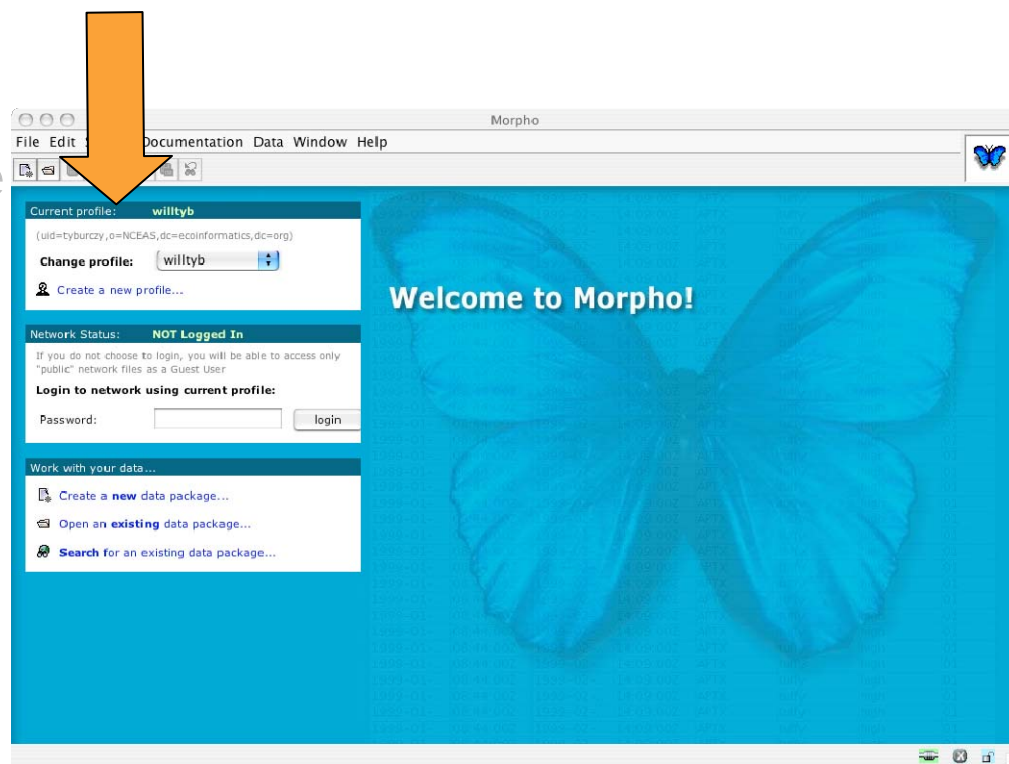 Morpho
File Edit Documentation Data Window Help
Current profile: willtyb
(uid=tyburczy,o=NCEAS,dc=ecoinformatics,dc=org)
Change profile: willtyb
Create a new profile...
Welcome to Morpho!
Network Status: NOT Logged In
If you do not choose to login, you will be able to access only
"public" network files as a Guest User
Login to network using current profile:
Password: login
Work with your data...
Create a new data package...
Open an existing data package...
Search for an existing data package...